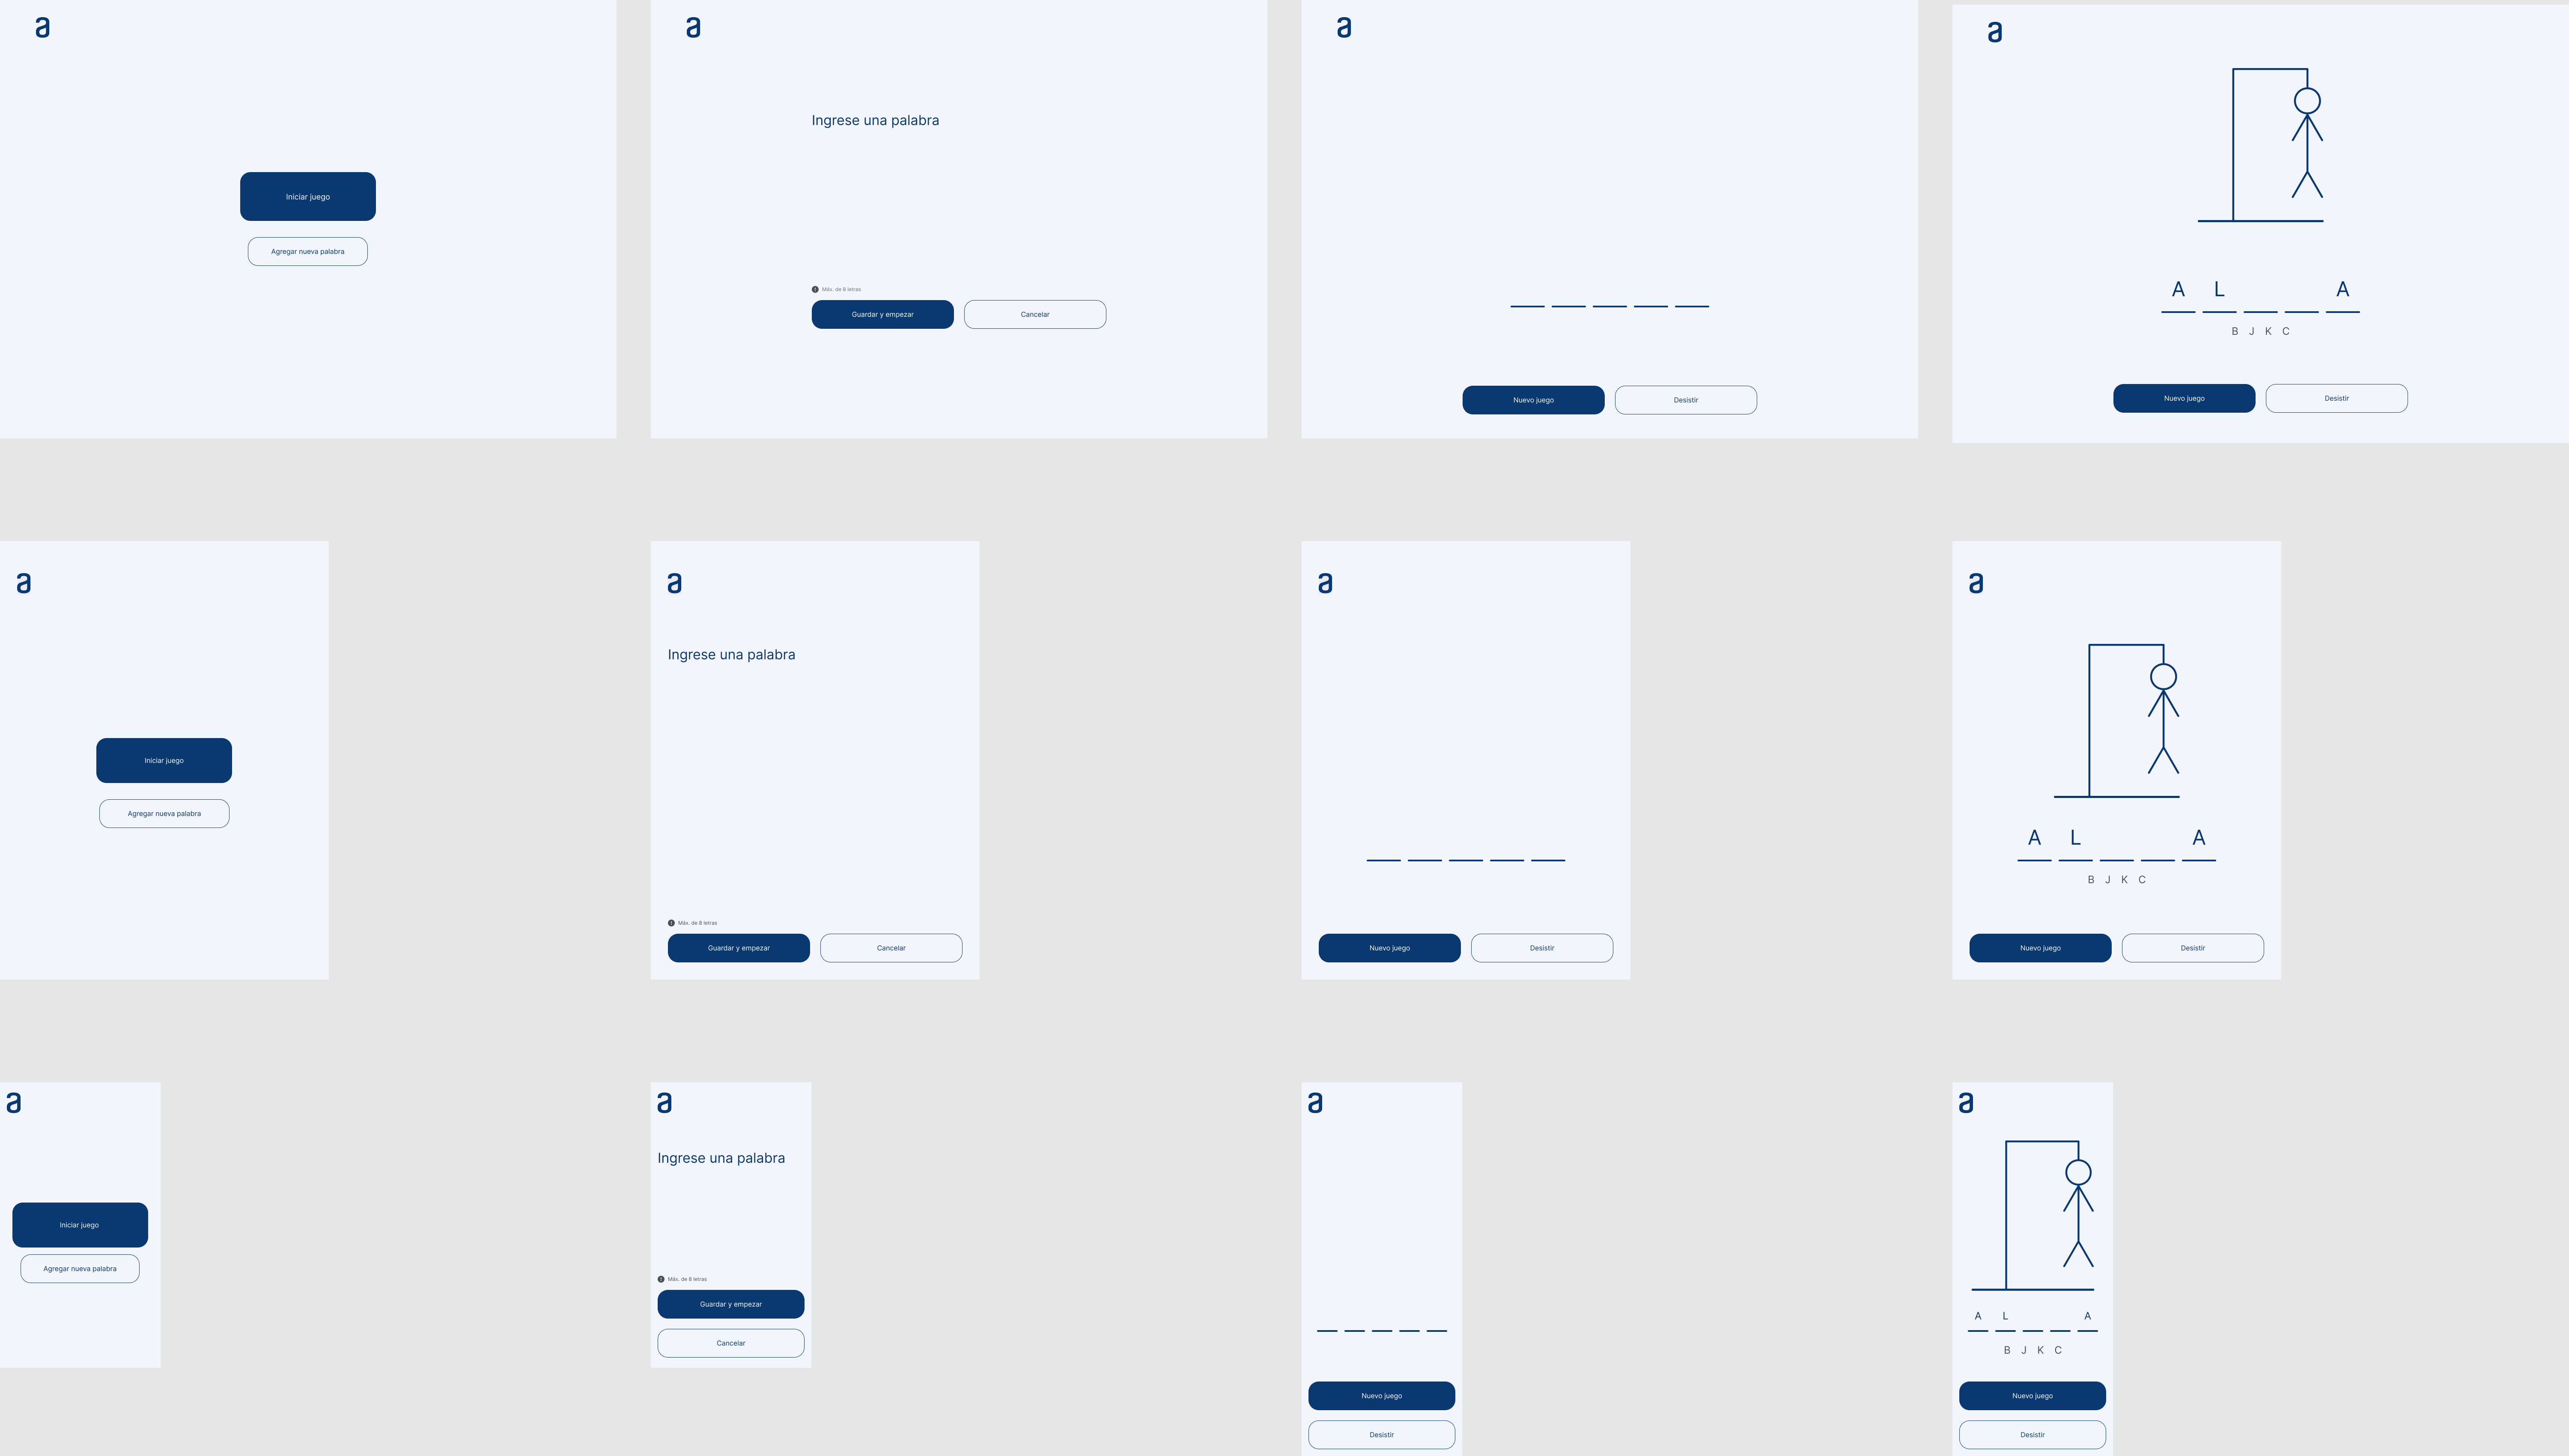 a
a
a
a
Ingrese una palabra
Iniciar juego
Agregar nueva palabra
Máx. de 8 letras
Guardar y empezar Cancelar
Nuevo juego Desistir
A L A
B J K C
Nuevo juego Desistir
a
a
a
a
Ingrese una palabra
Iniciar juego
Agregar nueva palabra
Máx. de 8 letras
Guardar y empezar Cancelar
Nuevo juego Desistir
A L A
B J K C
Nuevo juego Desistir
a
a
a
a
Ingrese una palabra
Iniciar juego
Agregar nueva palabra
Máx. de 8 letras
Guardar y empezar
Cancelar
Nuevo juego
Desistir
A L A
B J K C
Nuevo juego
Desistir